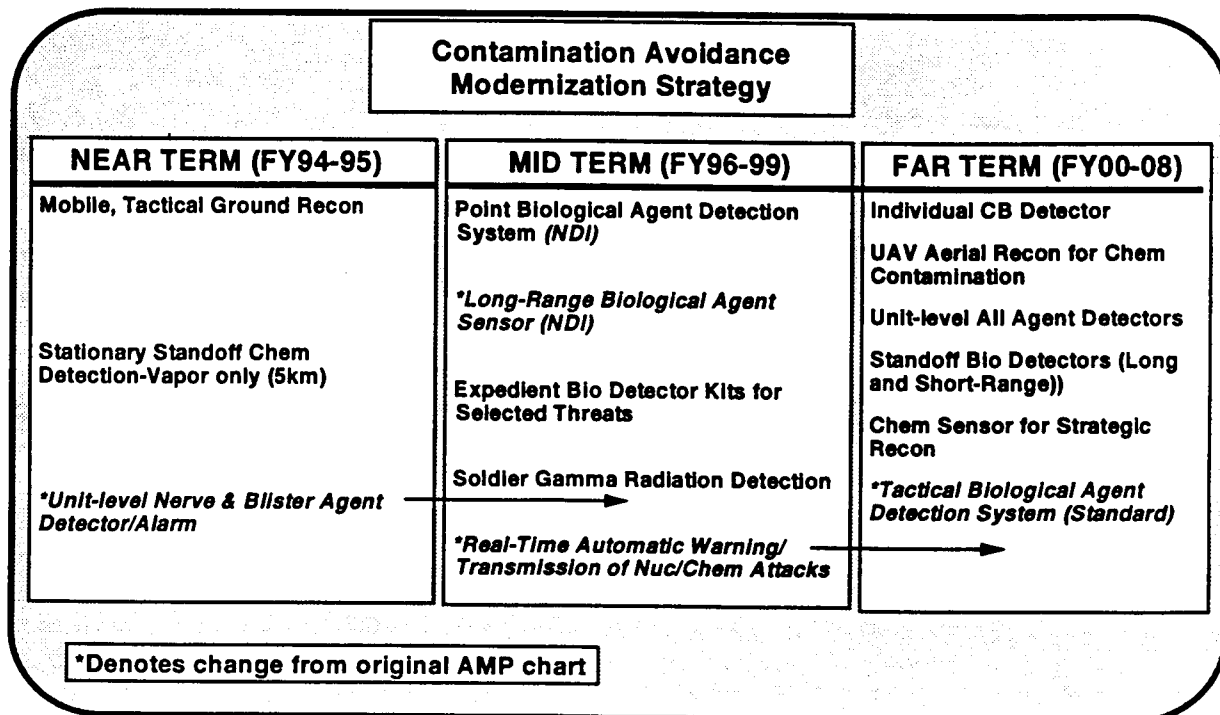 Contamination Avoidance
Modernization Strategy
NEAR TERM (FY94-95)
Mobile, Tactical Ground Recon
Stationary Standoff Chem
Detection-Vapor only (5km)
*Unit-level Nerve & Blister Agent
Detector/Alarm
MID TERM (FY96-99)
Point Biological Agent Detection
System (NDI)
*Long-Range Biological Agent
Sensor (NDI)
Expedient Bio Detector Kits for
Selected Threats
Soldier Gamma Radiation Detection
*Real-Time Automatic Warning/
Transmission of Nuc/Chem Attacks
FAR TERM (FY00-08)
Individual CB Detector
UAV Aerial Recon for Chem
Contamination
Unit-level All Agent Detectors
Standoff Bio Detectors (Long
and Short-Range))
Chem Sensor for Strategic
Recon
*Tactical Biological Agent
Detection System (Standard)
*Denotes change from original AMP chart